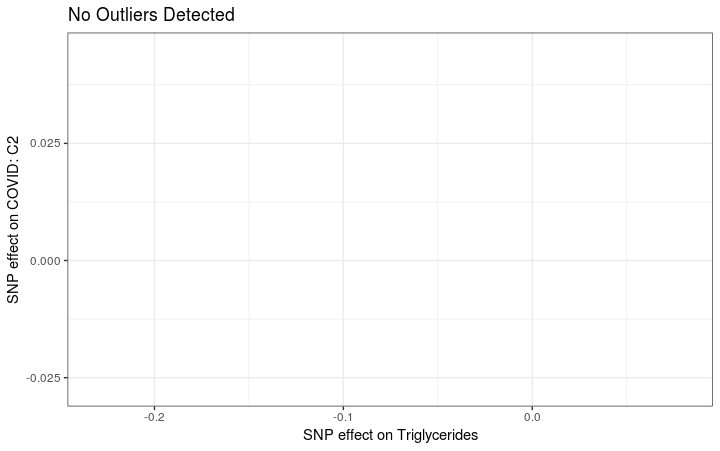 No Outliers Detected
SNP effect on COVID: C2
0.025
0.000
-0.025
-0.2
-0.1
0.0
SNP effect on Triglycerides